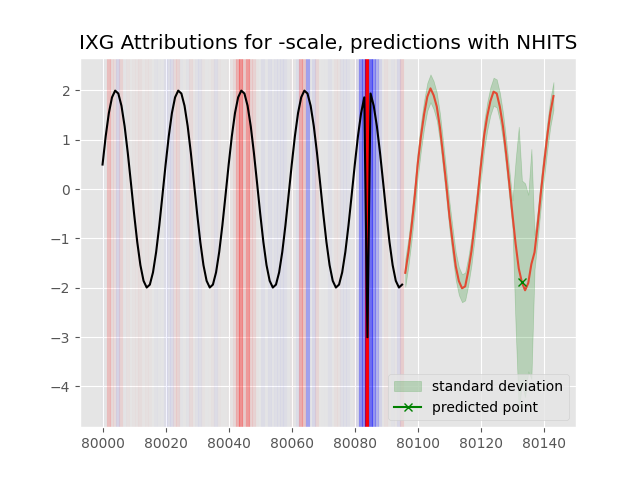 IXG Attributions for -scale, predictions with NHITS
2
1
0
−1
−2
−3
−4
standard deviation
predicted point
80000 80020 80040 80060 80080 80100 80120 80140